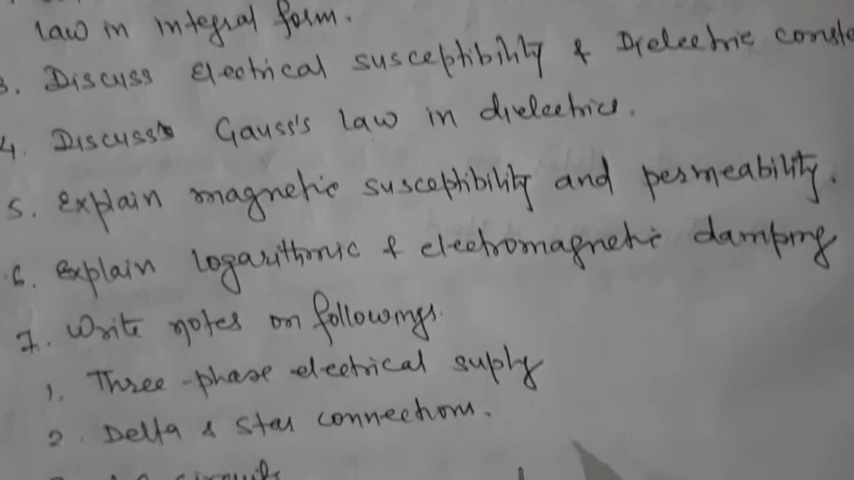 law in integral form.
3. Discuss electrical susceptibility & Dielectric
4. Discuss Gauss's law in dielectrics.
5. explain magnetic susceptibility and permeability.
6. explain logarithmic & electromagnetic damping
7. write notes on followings.
1. Three-phase electrical suply
2. Delta & star connections.